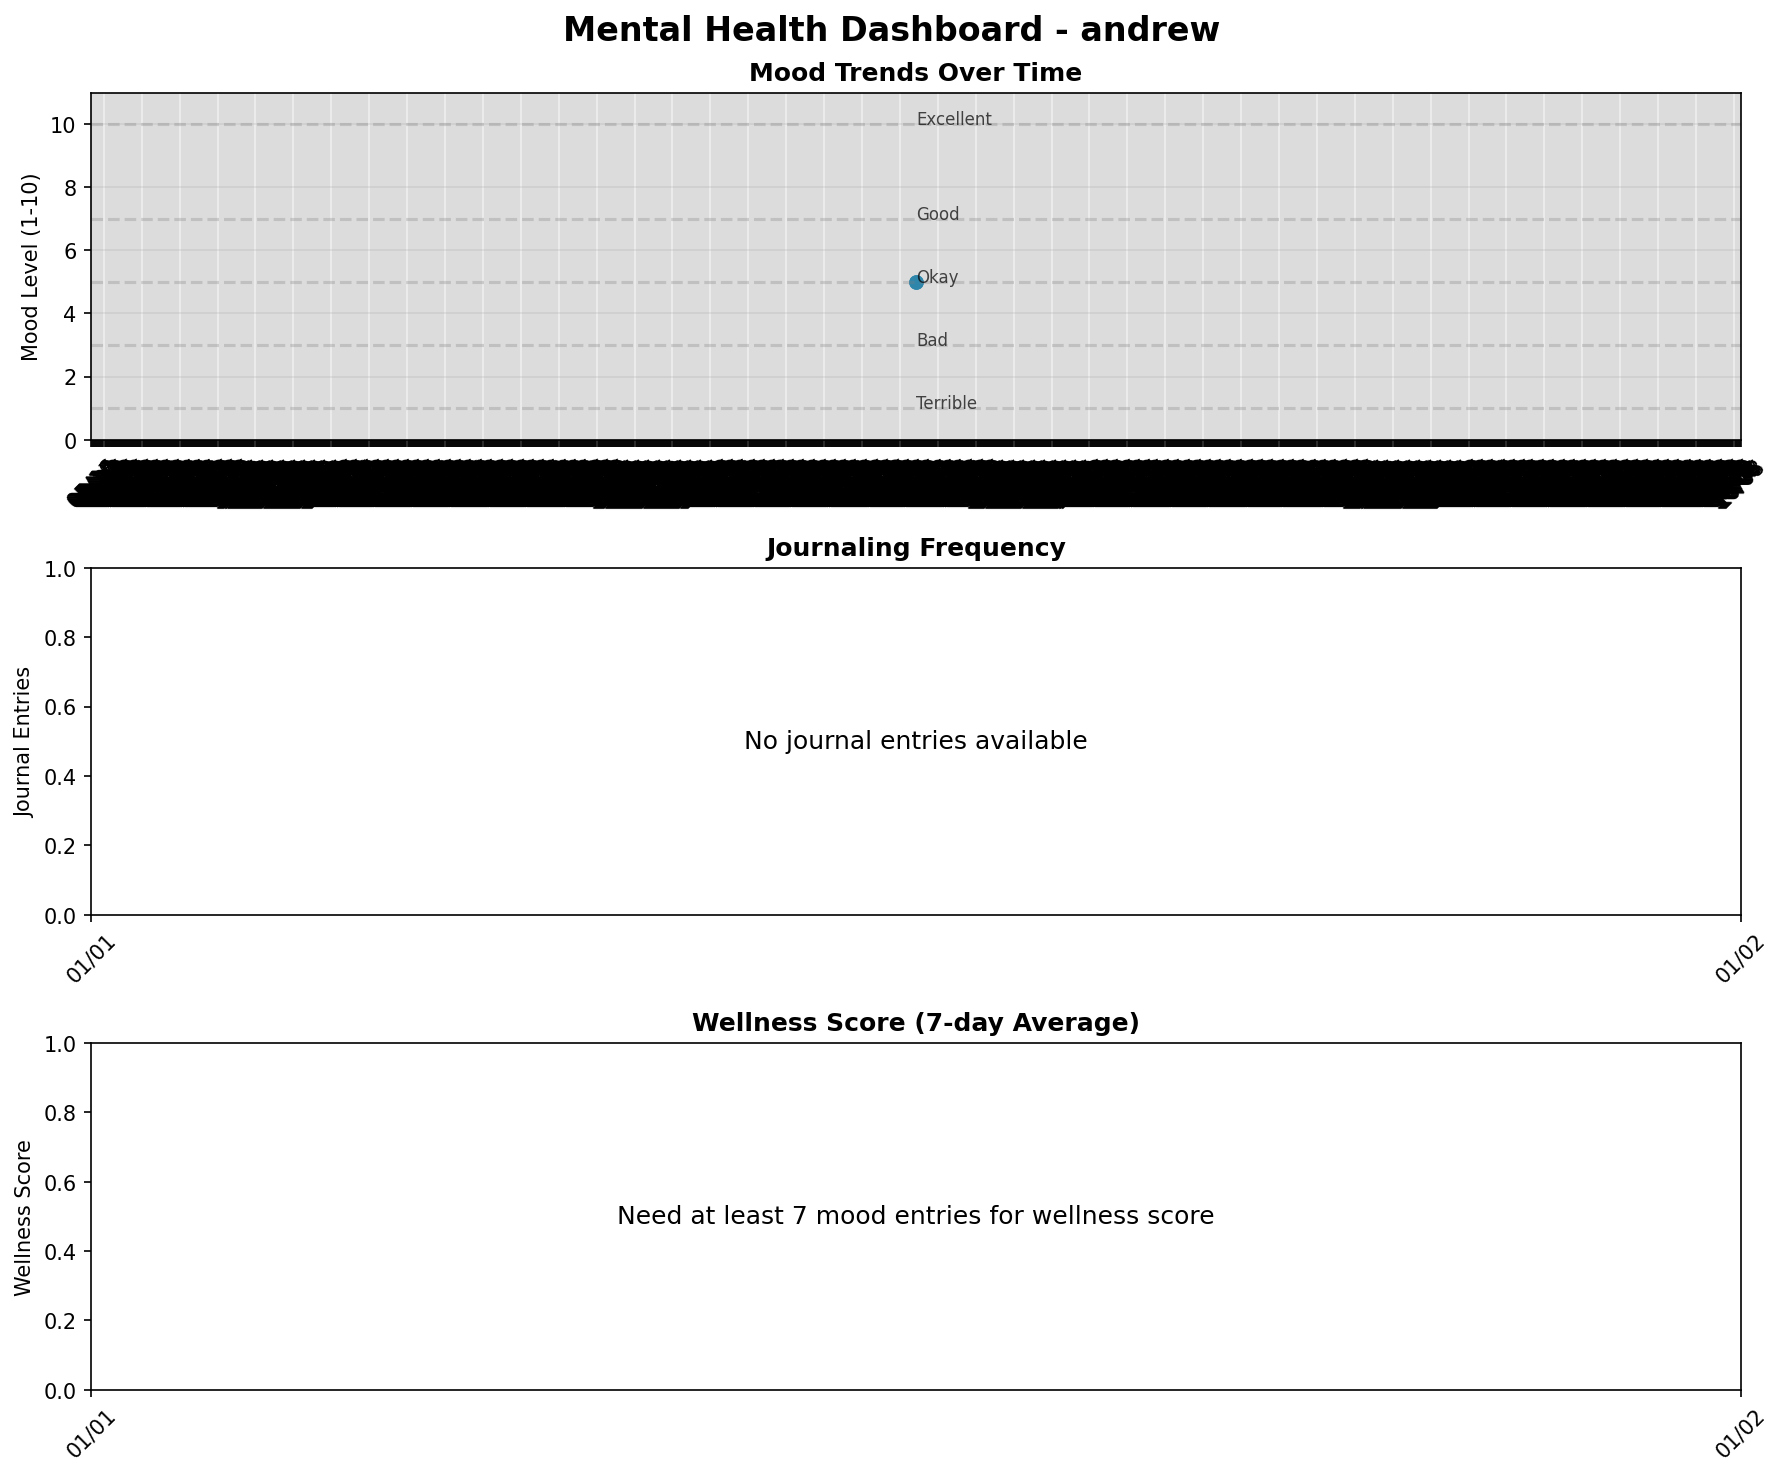 Mental Health Dashboard - andrew
Mood Trends Over Time
Mood Level (1-10)
10
8
6
4
2
0
Excellent
Good
Okay
Bad
Terrible
Journaling Frequency
Journal Entries
1.0
0.8
0.6
0.4
0.2
0.0
No journal entries available
01/01
01/02
Wellness Score (7-day Average)
Wellness Score
1.0
0.8
0.6
0.4
0.2
0.0
Need at least 7 mood entries for wellness score
01/01
01/02